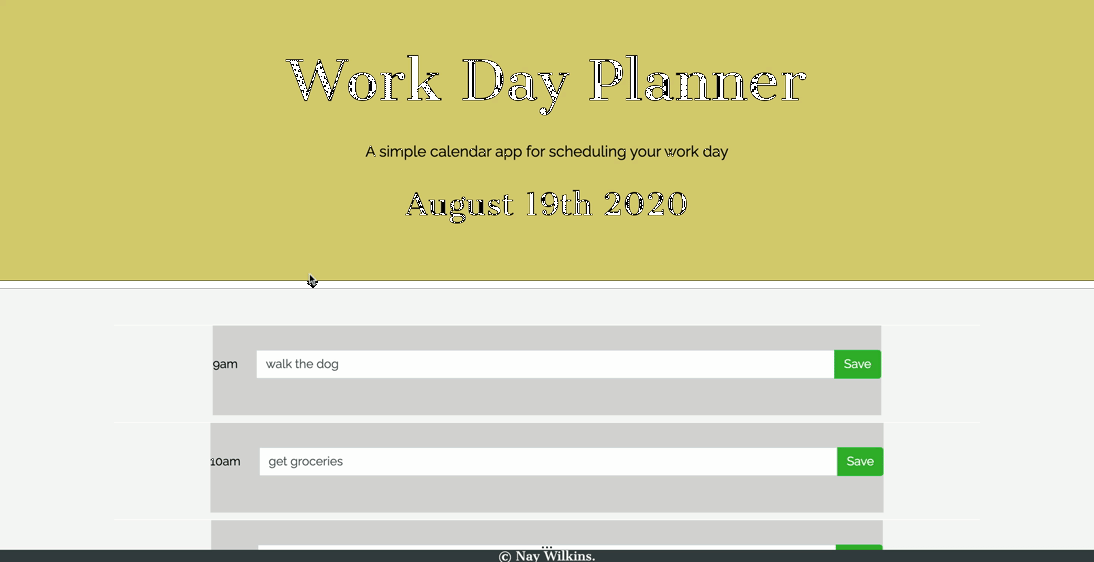 Work Day Planner
A simple calendar app for scheduling your work day
August 19th 2020
9am walk the dog Save
10am get groceries Save
© Nay Wilkins.